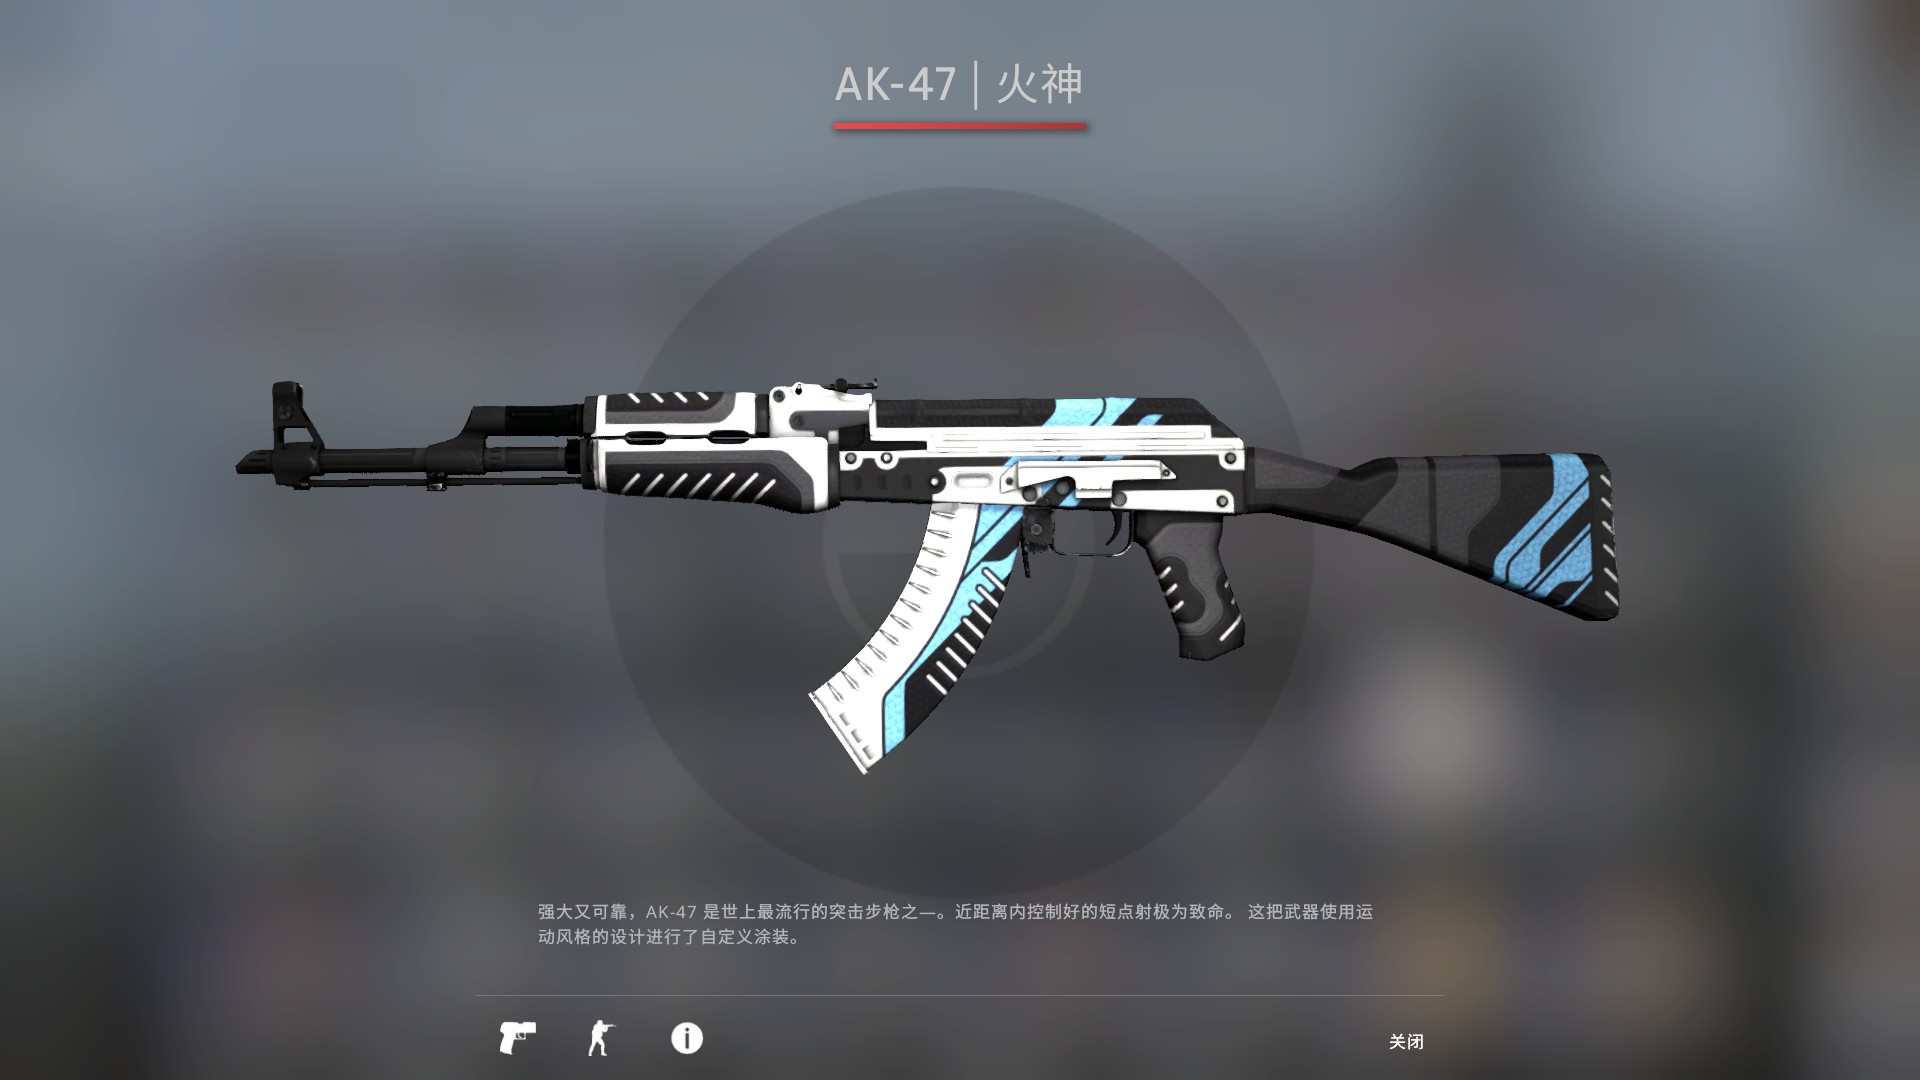 AK-47 | 火神
强大又可靠，AK-47 是世上最流行的突击步枪之一。近距离内控制好的短点射极为致命。 这把武器使用运
动风格的设计进行了自定义涂装。
关闭